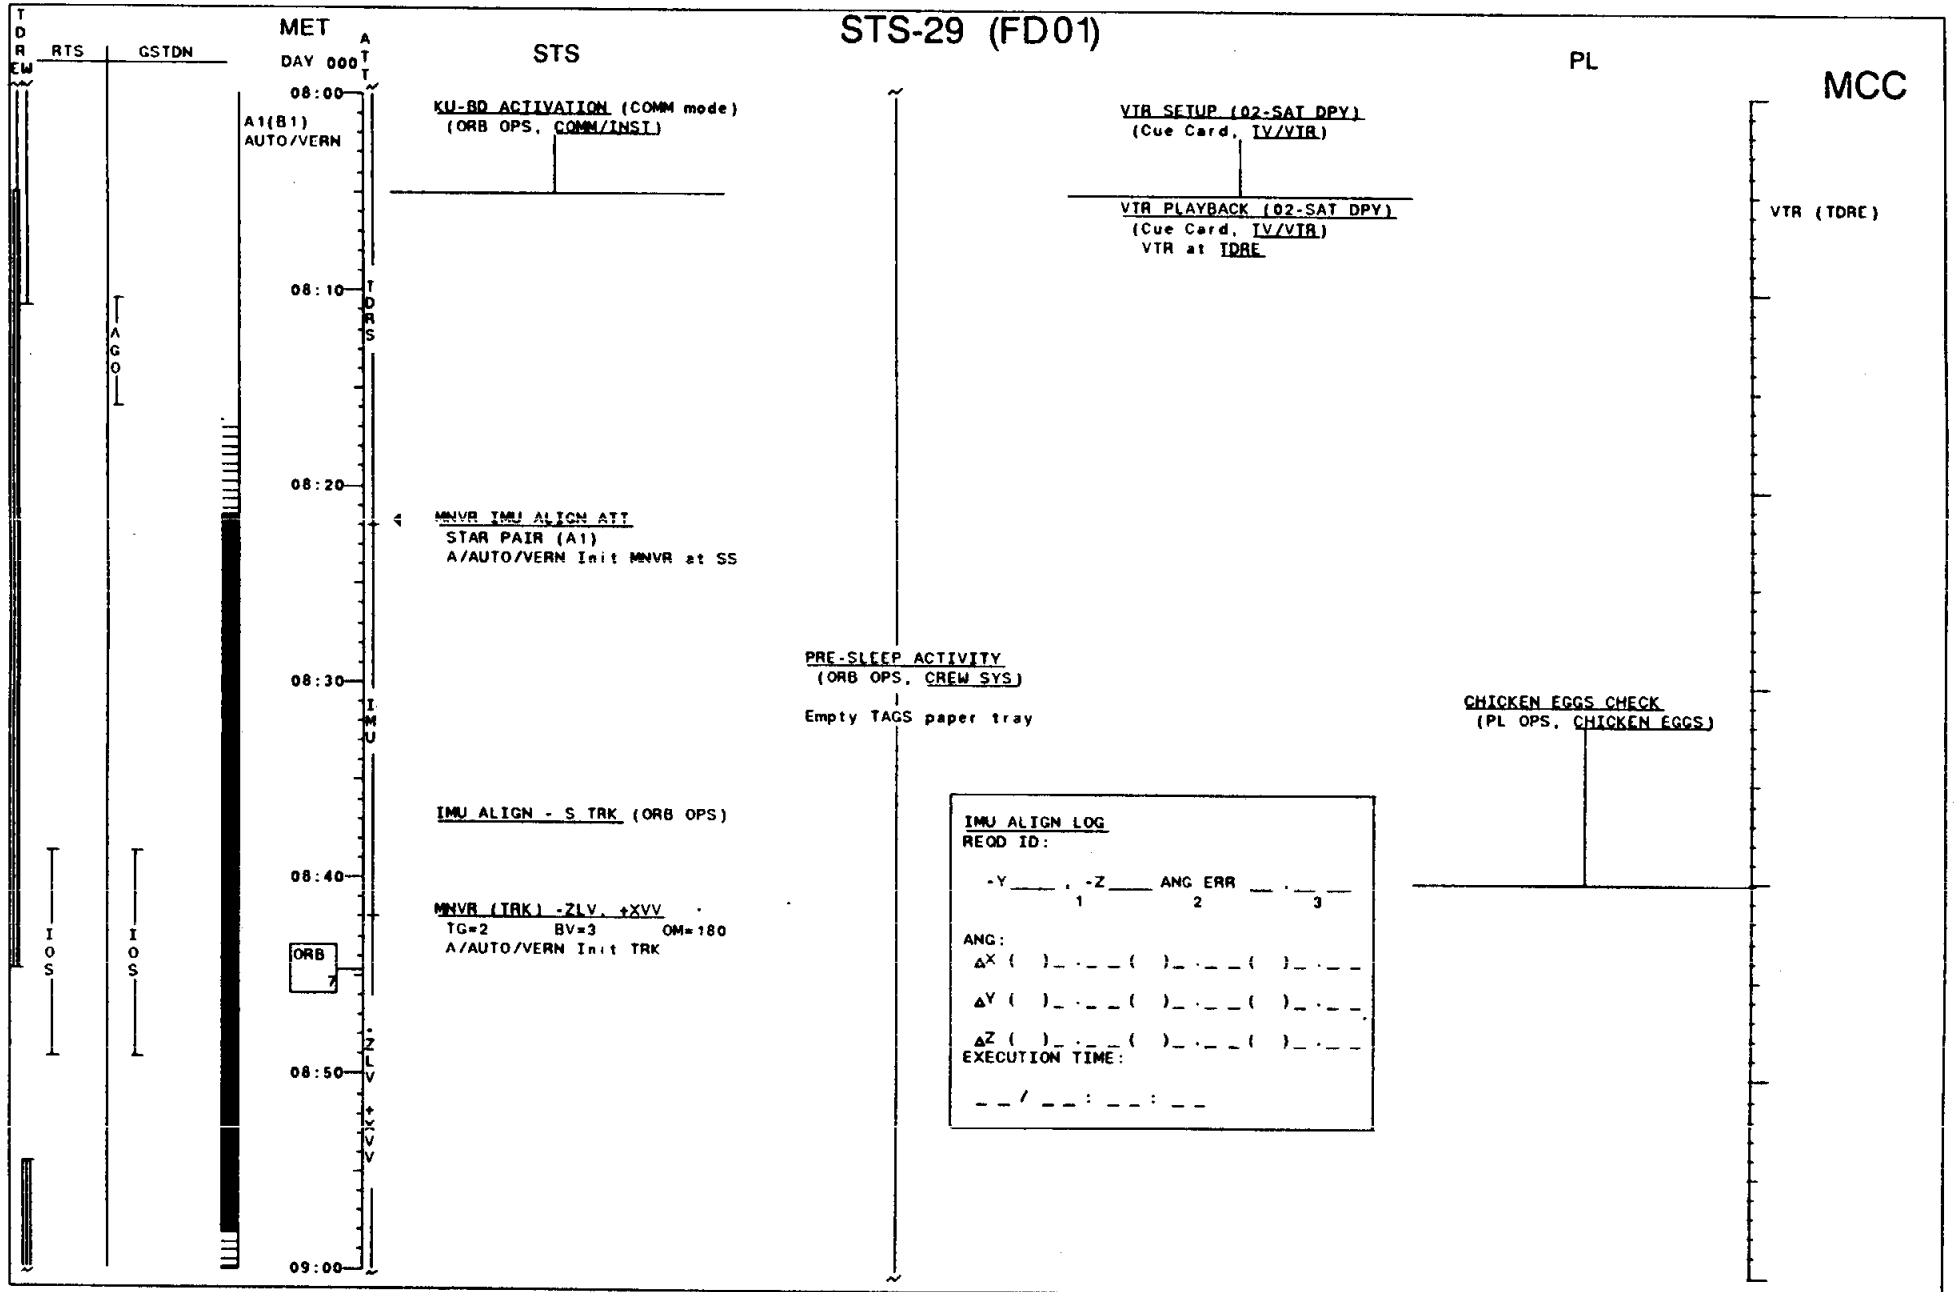 STS-29 (FD01)
TDRE W
RTS
GSTDN
MET
DAY 000
ATT
STS
PL
MCC
08:00
A1(B1)
AUTO/VERN
KU-BD ACTIVATION (COMM mode)
(ORB OPS, COMM/INST)
VTR SETUP (02-SAT DPY)
(Cue Card, TV/VTR)
VTR PLAYBACK (02-SAT DPY)
(Cue Card, TV/VTR)
VTR at TDRE
VTR (TDRE)
08:10
TDRS
AGO
08:20
MNVR IMU ALIGN ATT
STAR PAIR (A1)
A/AUTO/VERN Init MNVR at SS
PRE-SLEEP ACTIVITY
(ORB OPS, CREW SYS)
Empty TAGS paper tray
08:30
IMU
CHICKEN EGGS CHECK
(PL OPS, CHICKEN EGGS)
IMU ALIGN - S TRK (ORB OPS)
08:40
MNVR (TRK) -ZLV, +XVV
TG=2 BV=3 OM=180
A/AUTO/VERN Init TRK
IOS
IOS
ORB
7
-ZLV +XVV
08:50
09:00
IMU ALIGN LOG
REQD ID:
-Y____ , -Z____ ANG ERR __ . __ __
1 2 3
ANG:
ΔX ( )_ . _ _ ( )_ . _ _ ( )_ . _ _
ΔY ( )_ . _ _ ( )_ . _ _ ( )_ . _ _
ΔZ ( )_ . _ _ ( )_ . _ _ ( )_ . _ _
EXECUTION TIME:
_ _ / _ _ : _ _ : _ _